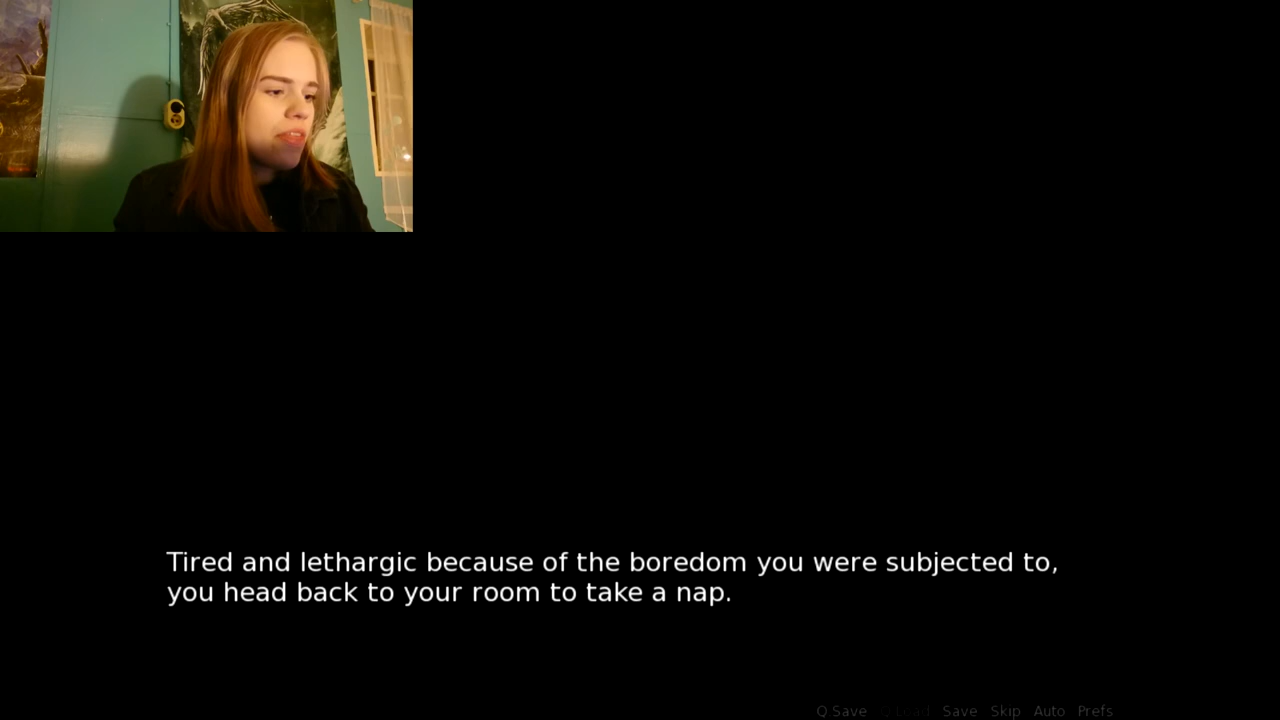 Tired and lethargic because of the boredom you were subjected to,
you head back to your room to take a nap.
Q Save Q Load Save Skip Auto Prefs